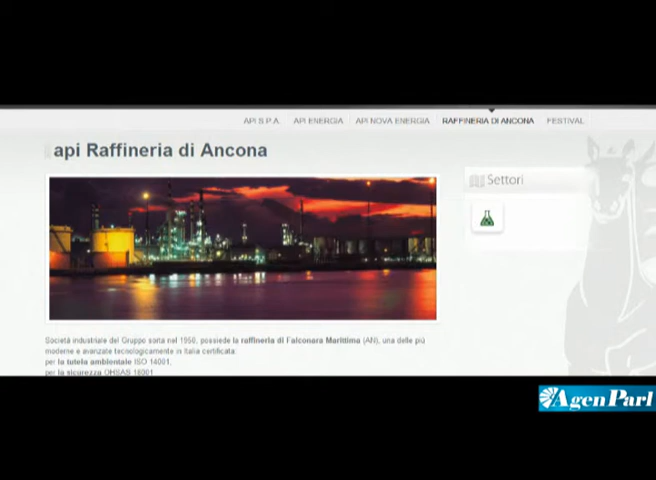 API S.P.A. API ENERGIA API NOVA ENERGIA RAFFINERIA DI ANCONA FESTIVAL
api Raffineria di Ancona
Settori
Società industriale del Gruppo sorta nel 1950, possiede la raffineria di Falconara Marittima (AN), una delle più
moderne e avanzate tecnologicamente in Italia certificata:
per la tutela ambientale ISO 14001,
per la sicurezza OHSAS 18001
AgenParl